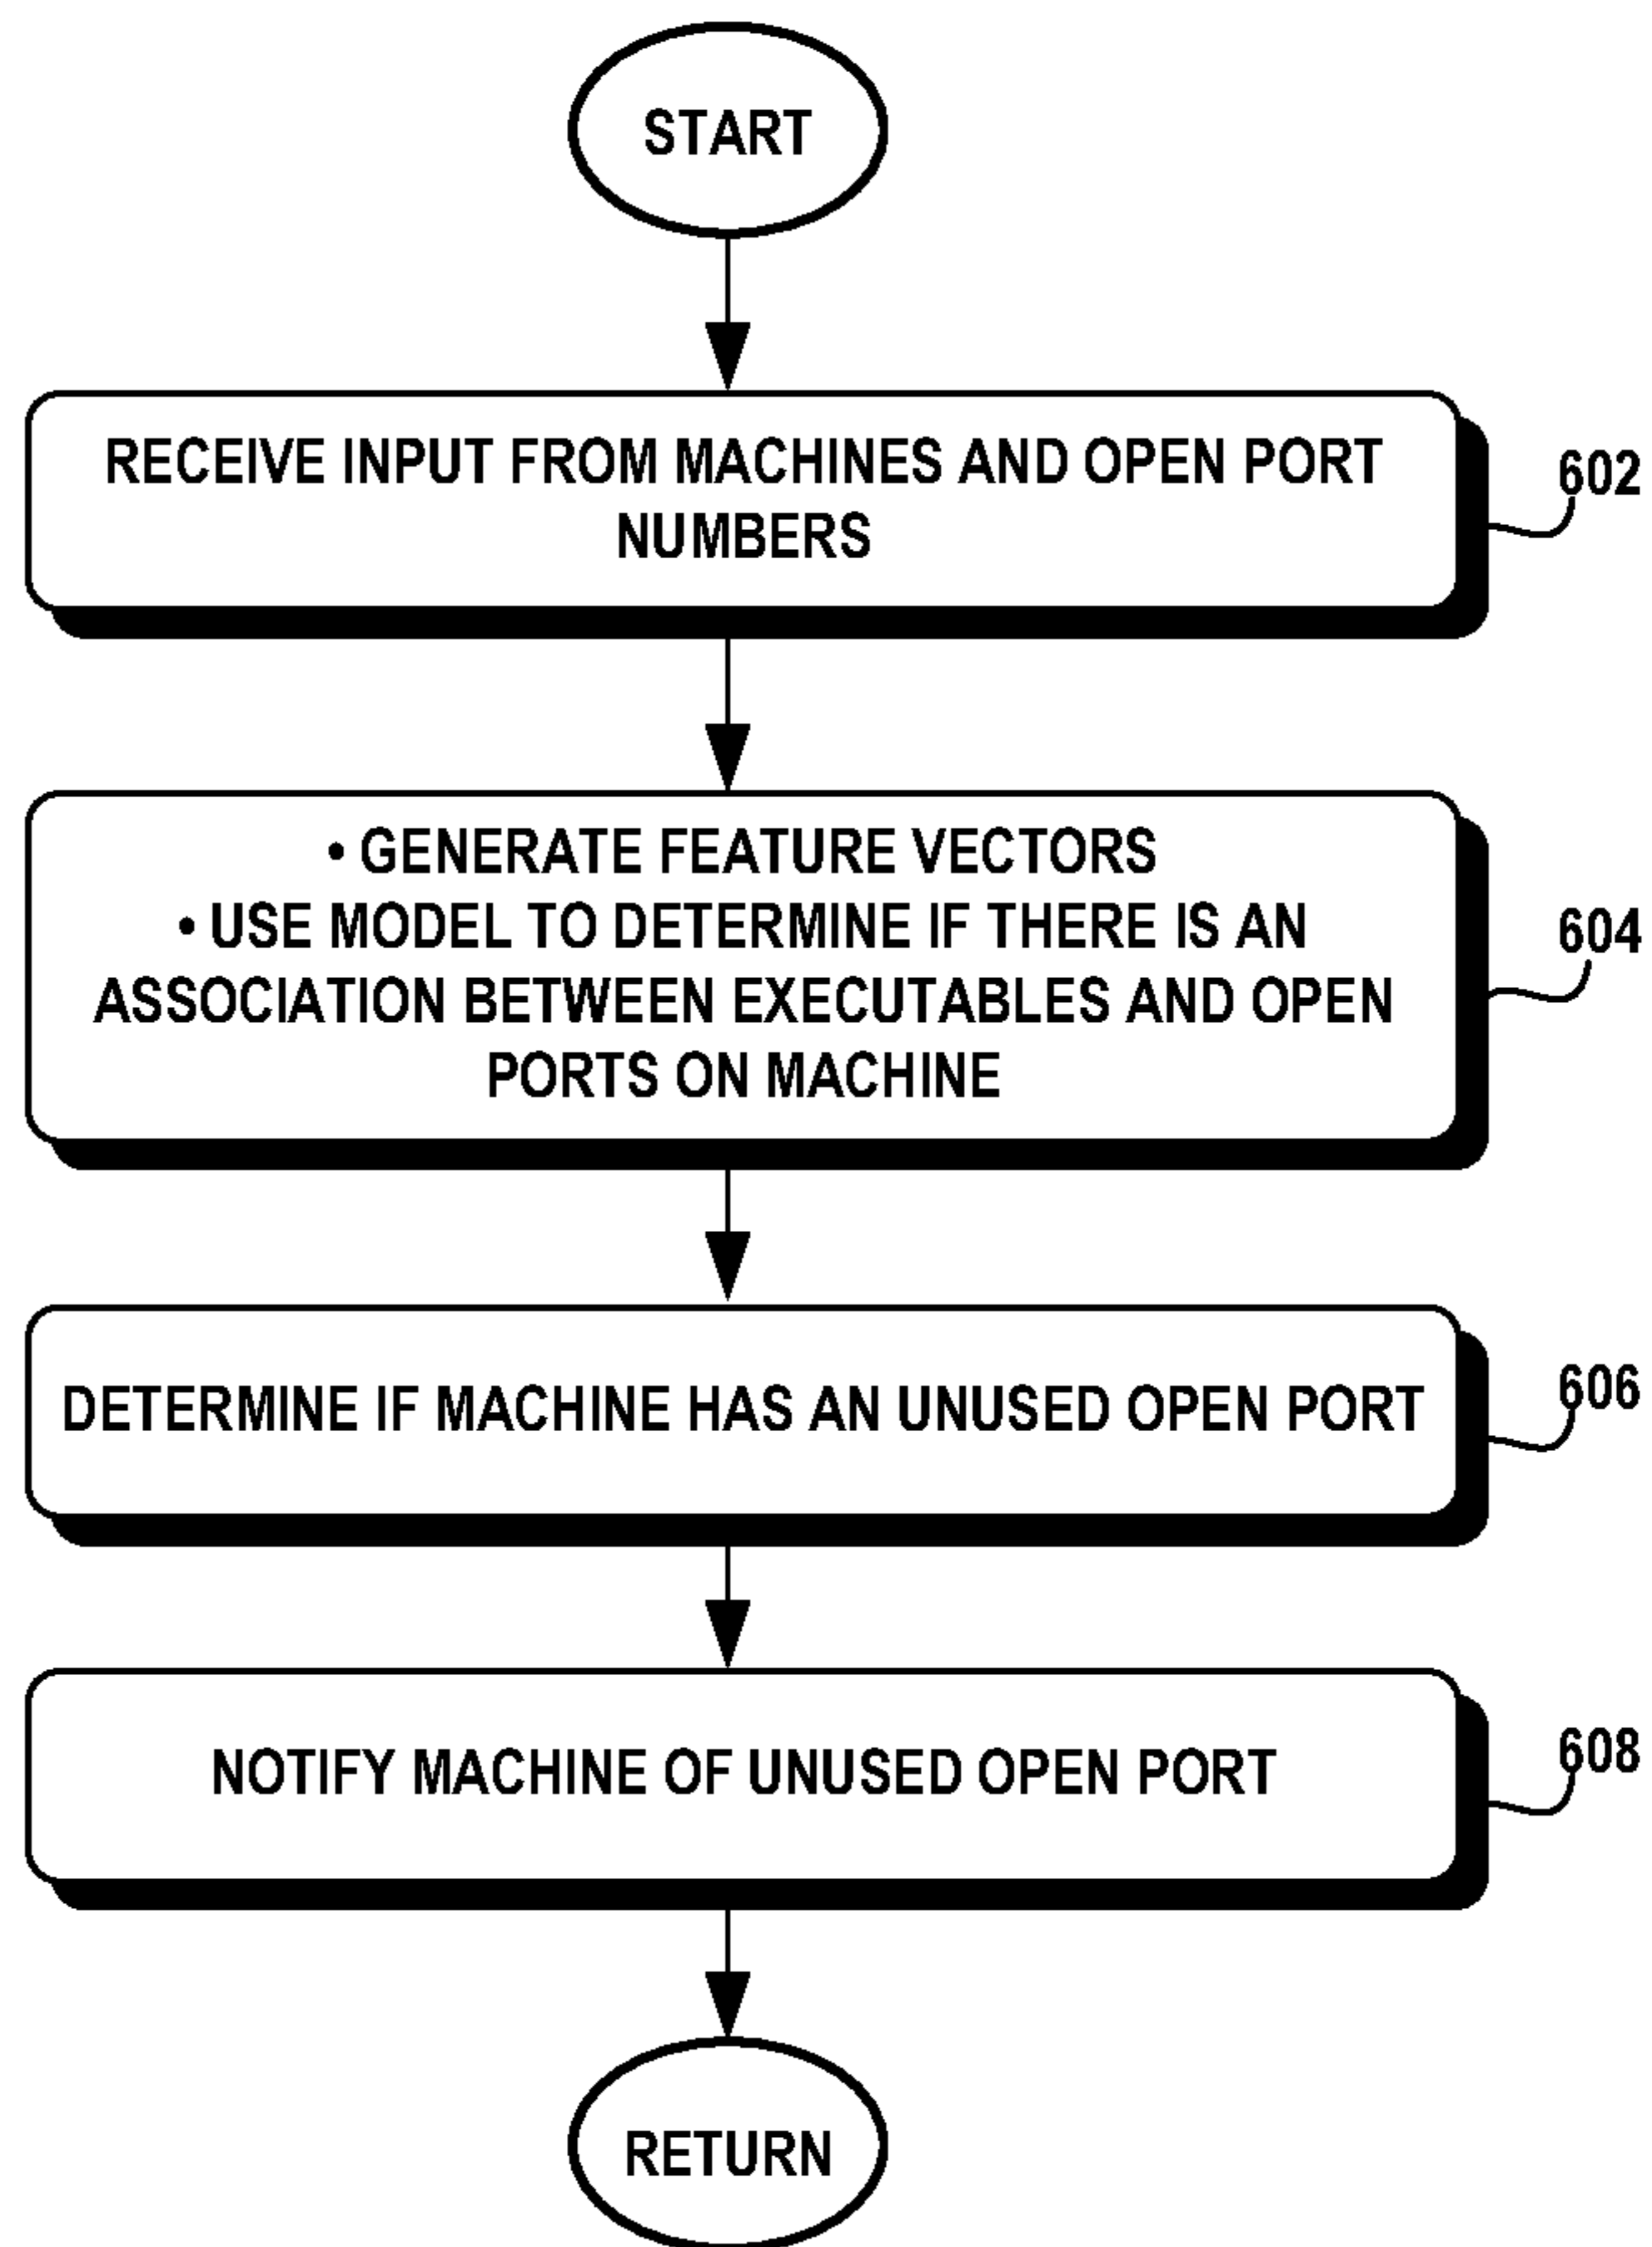 START
RECEIVE INPUT FROM MACHINES AND OPEN PORT
NUMBERS
602
• GENERATE FEATURE VECTORS
• USE MODEL TO DETERMINE IF THERE IS AN
ASSOCIATION BETWEEN EXECUTABLES AND OPEN
PORTS ON MACHINE
604
DETERMINE IF MACHINE HAS AN UNUSED OPEN PORT
606
NOTIFY MACHINE OF UNUSED OPEN PORT
608
RETURN